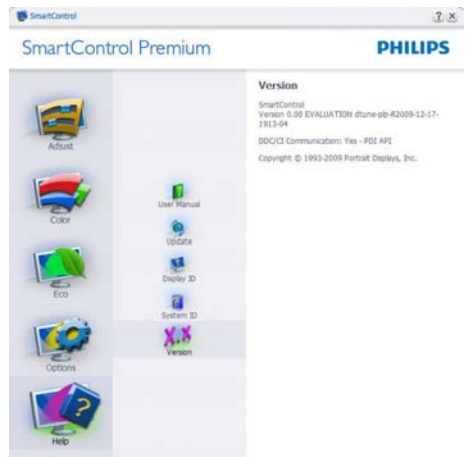 SmartControl
SmartControl Premium
PHILIPS
Adjust
Color
Eco
Options
Help
User Manual
Update
Display ID
System ID
Version
Version
SmartControl
Version 0.00 EVALUATION dtune-pip-R2009-12-17-
1913-04
DDC/CI Communication: Yes - PDI API
Copyright © 1993-2009 Portrait Displays, Inc.